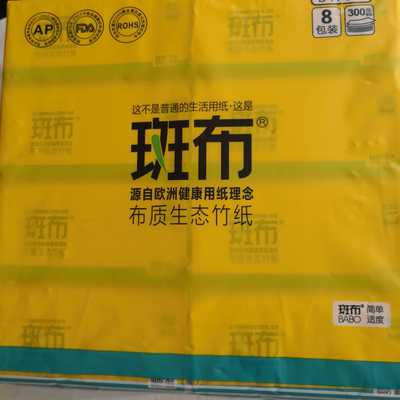 AP
FDA
ROHS
8
包装
300
这不是普通的生活用纸·这是
斑布®
源自欧洲健康用纸理念
布质生态竹纸
斑布®
BABO
简单
适度